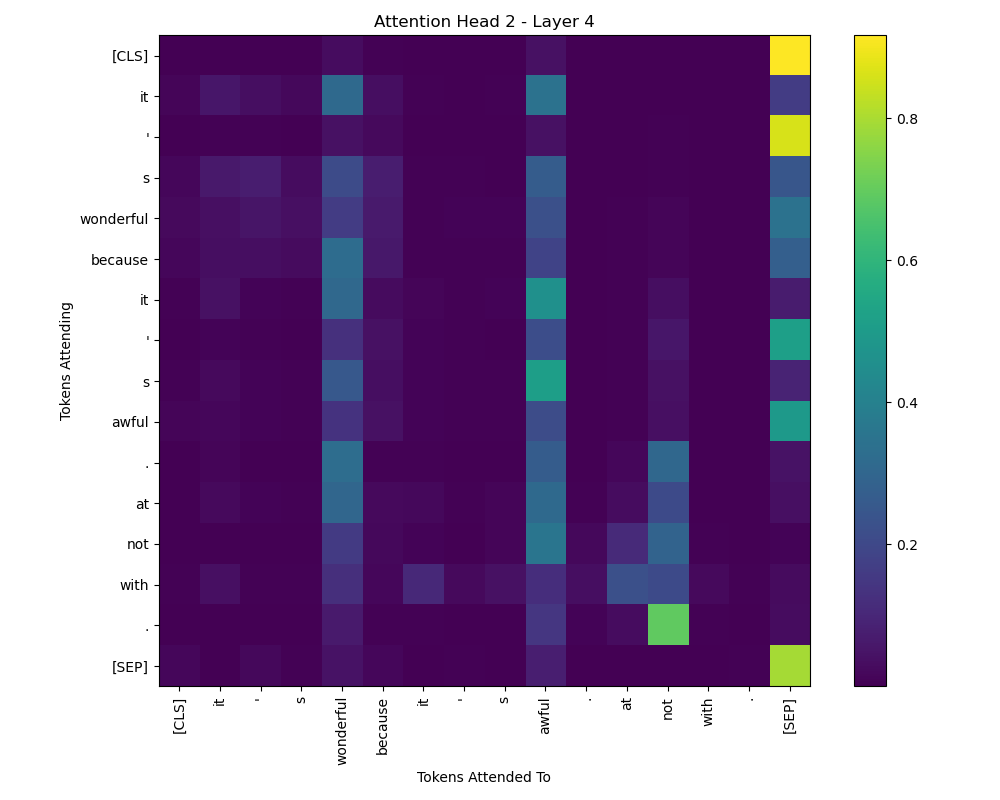 Attention Head 2 - Layer 4
Tokens Attending
[CLS]
it
'
s
wonderful
because
it
'
s
awful
.
at
not
with
.
[SEP]
[CLS]
it
'
s
wonderful
because
it
'
s
awful
.
at
not
with
.
[SEP]
Tokens Attended To
0.8
0.6
0.4
0.2